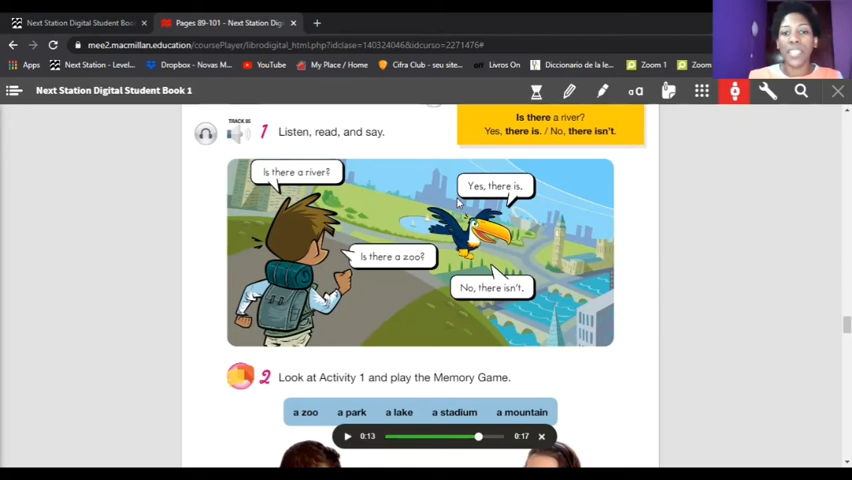 Next Station Digital Student Boo
Pages 89-101 - Next Station Dig
mee2.macmillan.education/coursePlayer/librodigital_html.php?idclase=140324046&idcurso=2271476#
Apps
Next Station - Level...
Dropbox - Novas M...
YouTube
My Place / Home
Cifra Club - seu site...
off
Livros On
Diccionario de la le...
Zoom 1
Zoom
Next Station Digital Student Book 1
aα
TRACK 85
1 Listen, read, and say.
Is there a river?
Yes, there is. / No, there isn't.
Is there a river?
Yes, there is.
Is there a zoo?
No, there isn't.
2 Look at Activity 1 and play the Memory Game.
a zoo a park a lake a stadium a mountain
0:13
0:17